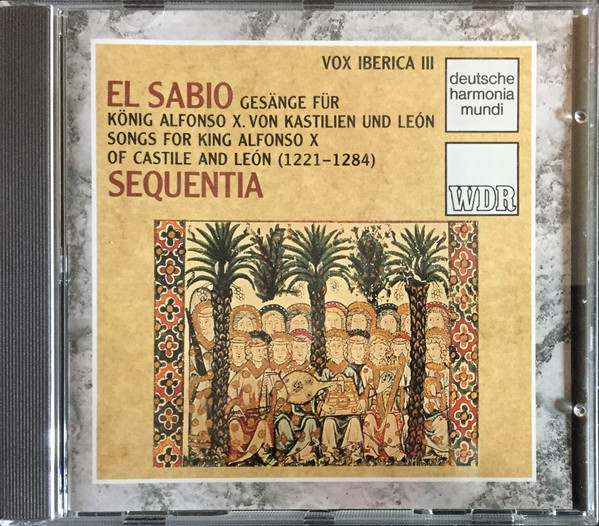 VOX IBERICA III
EL SABIO GESÄNGE FÜR
KÖNIG ALFONSO X. VON KASTILIEN UND LEÓN
SONGS FOR KING ALFONSO X
OF CASTILE AND LEÓN (1221–1284)
SEQUENTIA
deutsche
harmonia
mundi
WDR